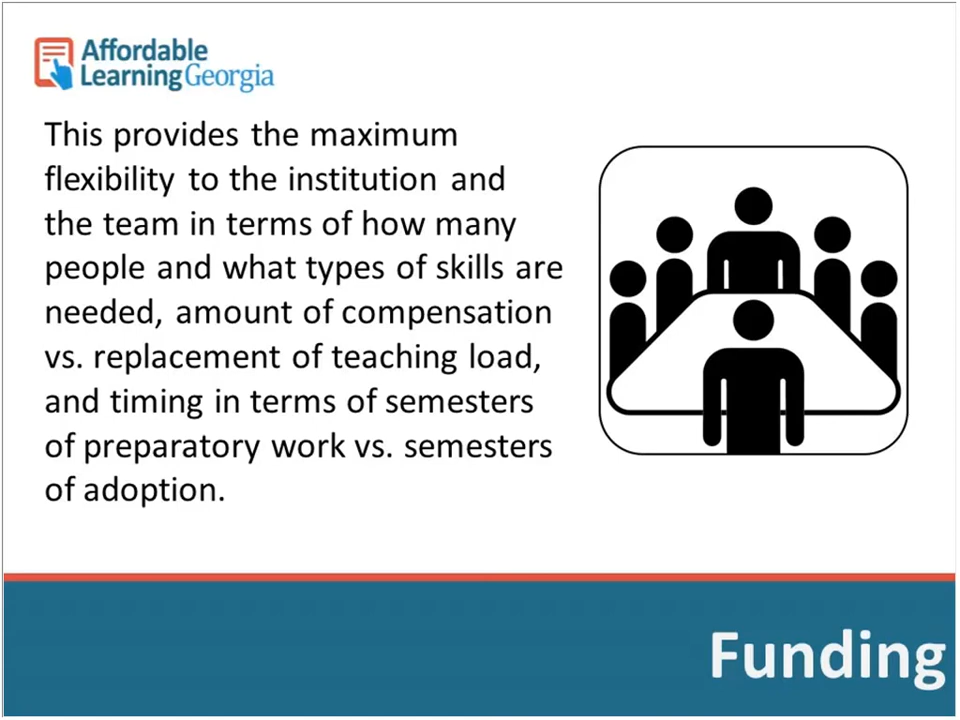 Affordable
LearningGeorgia
This provides the maximum
flexibility to the institution and
the team in terms of how many
people and what types of skills are
needed, amount of compensation
vs. replacement of teaching load,
and timing in terms of semesters
of preparatory work vs. semesters
of adoption.
Funding